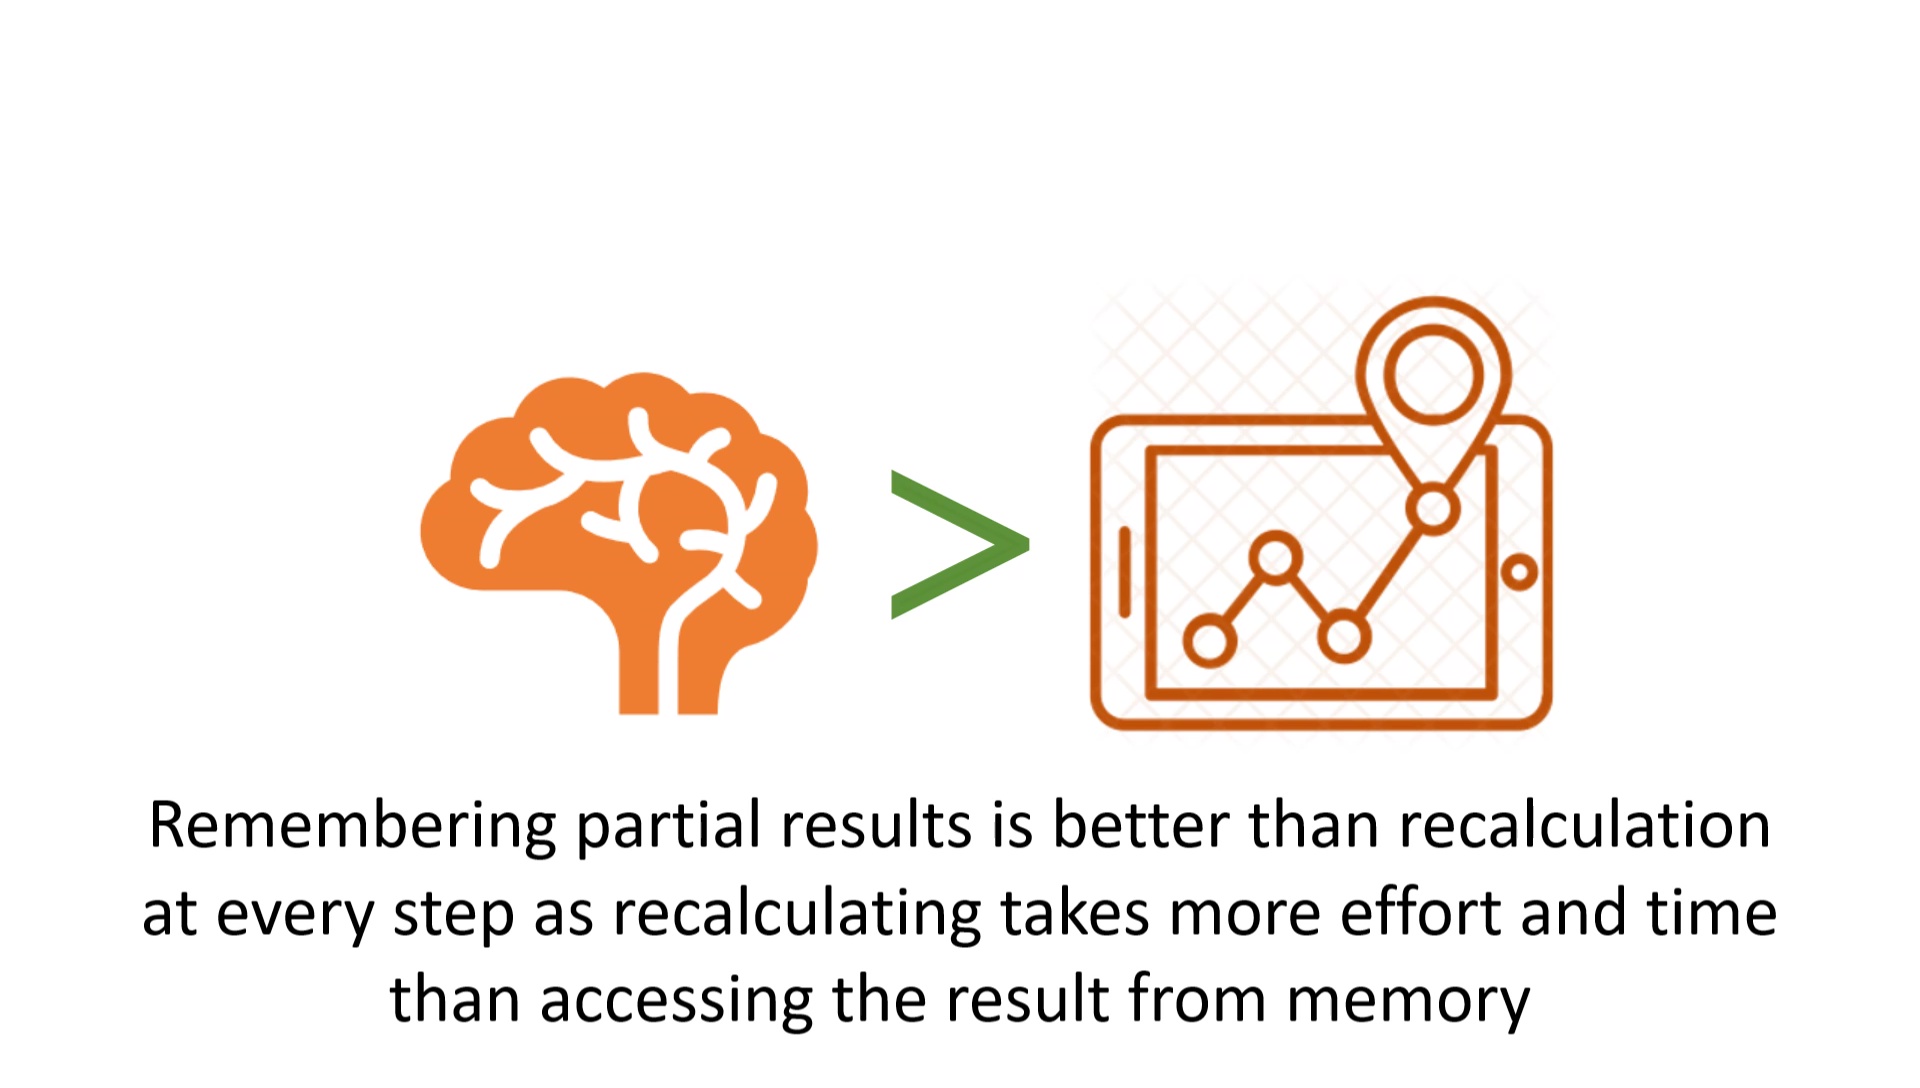 >
Remembering partial results is better than recalculation
at every step as recalculating takes more effort and time
than accessing the result from memory